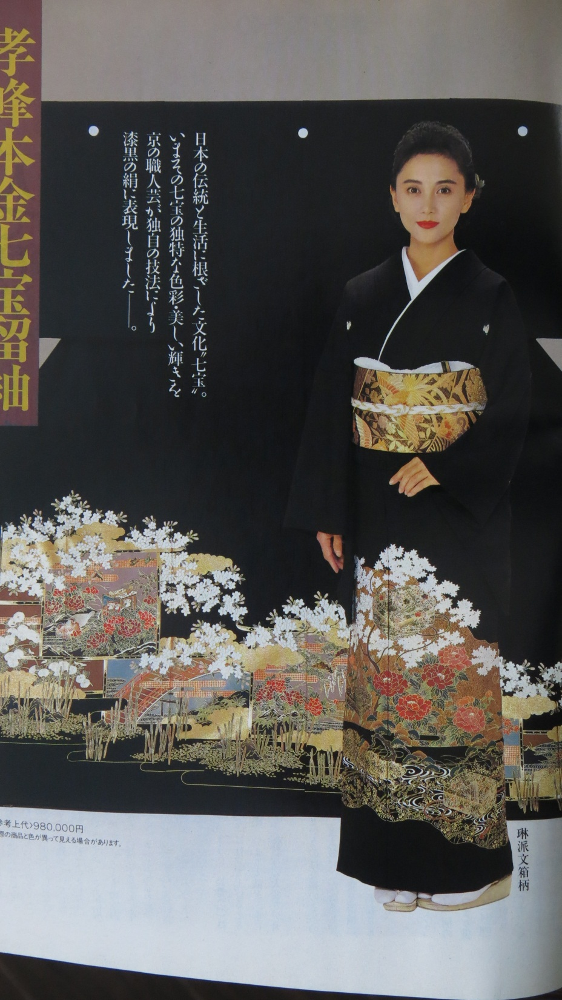 孝峰本金七宝留袖
日本の伝統と生活に根ざした文化〝七宝〟。
いまその七宝の独特な色彩・美しい輝きを
京の職人芸が独自の技法により
漆黒の絹に表現しました――。
参考上代〉980,000円
際の商品と色が異って見える場合があります。
琳派文箱柄